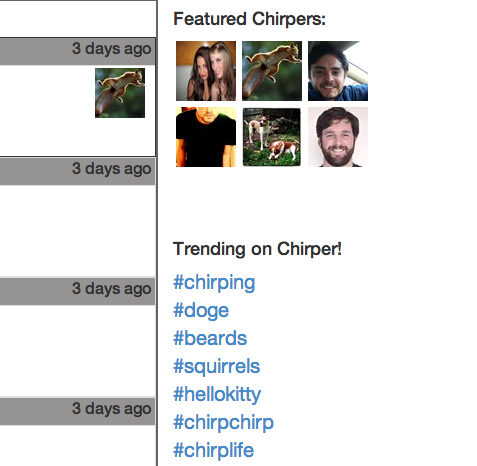 3 days ago
3 days ago
3 days ago
3 days ago
Featured Chirpers:
Trending on Chirper!
#chirping
#doge
#beards
#squirrels
#hellokitty
#chirpchirp
#chirplife